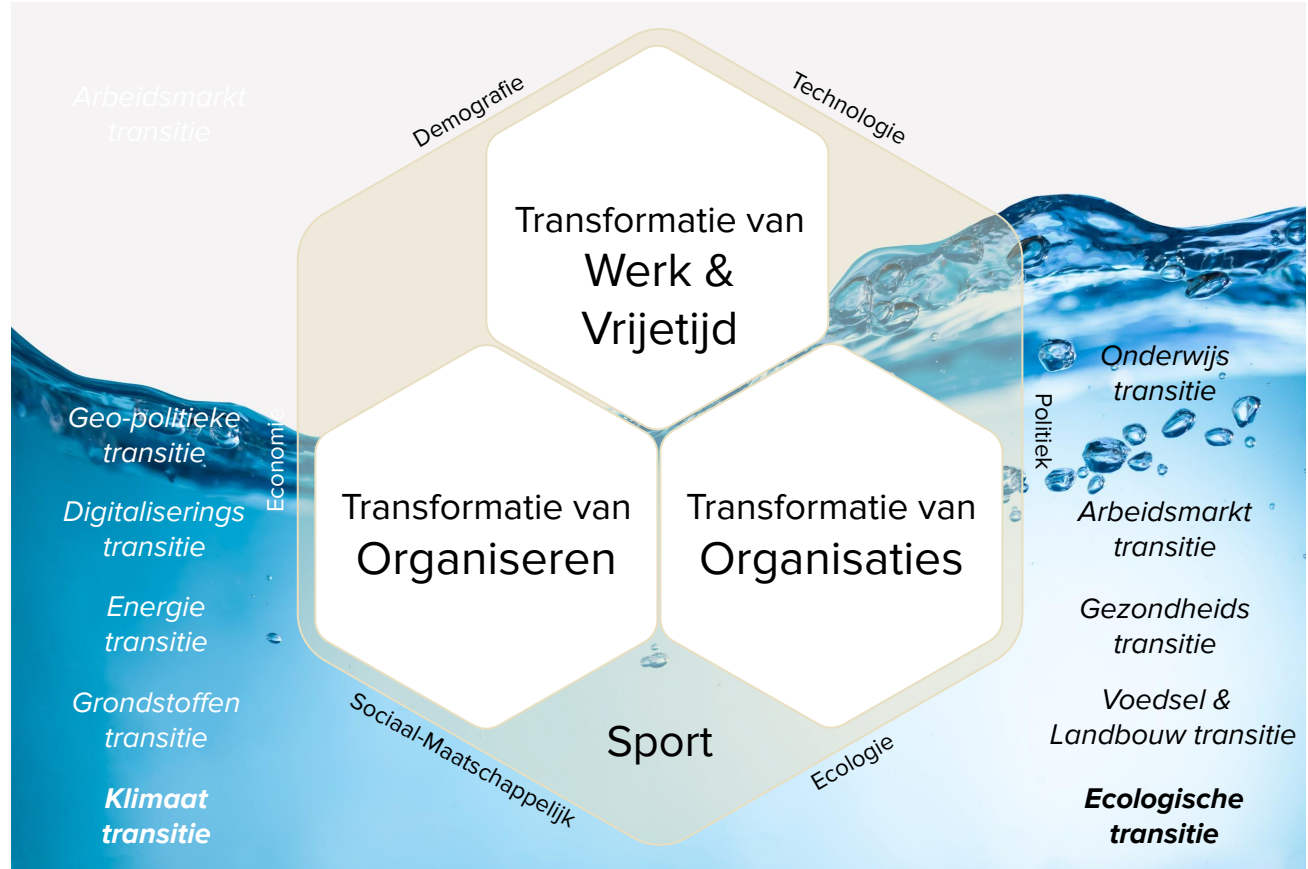 Arbeidsmarkt
transitie
Demografie
Technologie
Transformatie van
Werk &
Vrijetijd
Geo-politieke
transitie
Economie
Digitaliserings
transitie
Energie
transitie
Grondstoffen
transitie
Klimaat
transitie
Transformatie van
Organiseren
Transformatie van
Organisaties
Sociaal-Maatschappelijk
Sport
Ecologie
Politiek
Onderwijs
transitie
Arbeidsmarkt
transitie
Gezondheids
transitie
Voedsel &
Landbouw transitie
Ecologische
transitie